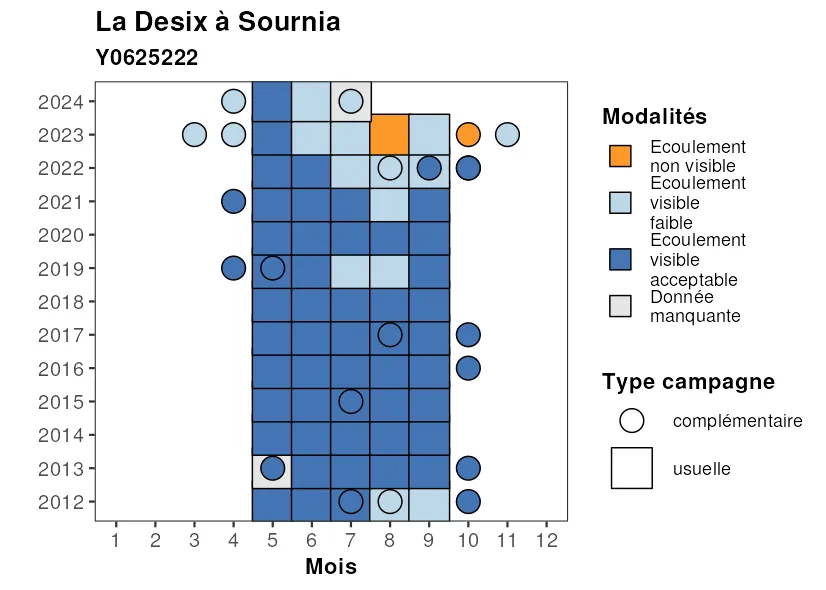 La Desix à Sournia
Y0625222
2024
2023
2022
2021
2020
2019
2018
2017
2016
2015
2014
2013
2012
1 2 3 4 5 6 7 8 9 10 11 12
Mois
Modalités
Ecoulement
non visible
Ecoulement
visible
faible
Ecoulement
visible
acceptable
Donnée
manquante
Type campagne
complémentaire
usuelle